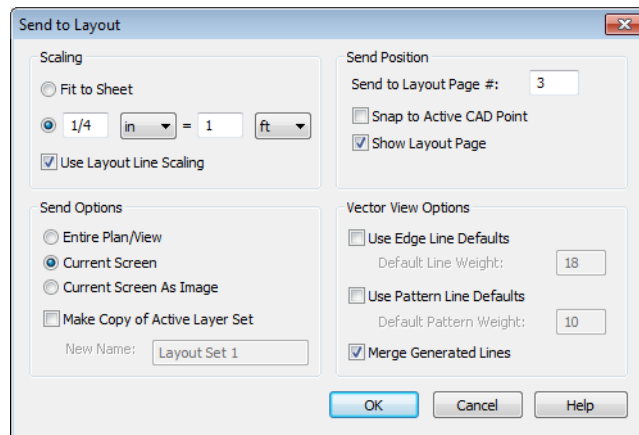 Send to Layout
Scaling
Fit to Sheet
1/4 in = 1 ft
Use Layout Line Scaling
Send Position
Send to Layout Page #: 3
Snap to Active CAD Point
Show Layout Page
Send Options
Entire Plan/View
Current Screen
Current Screen As Image
Make Copy of Active Layer Set
New Name: Layout Set 1
Vector View Options
Use Edge Line Defaults
Default Line Weight: 18
Use Pattern Line Defaults
Default Pattern Weight: 10
Merge Generated Lines
OK Cancel Help